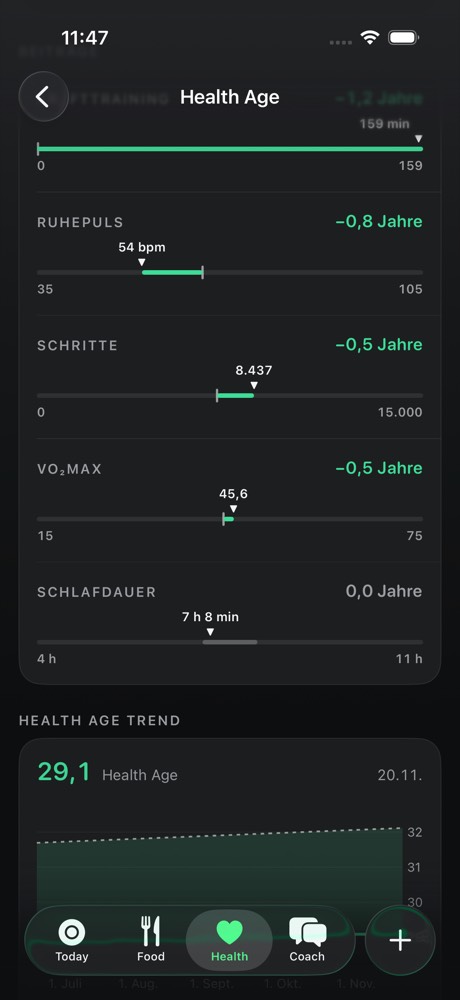 11:47
Health Age
−1,2 Jahre
159 min
0 159
RUHEPULS −0,8 Jahre
54 bpm
35 105
SCHRITTE −0,5 Jahre
8.437
0 15.000
VO₂MAX −0,5 Jahre
45,6
15 75
SCHLAFDAUER 0,0 Jahre
7 h 8 min
4 h 11 h
HEALTH AGE TREND
29,1 Health Age 20.11.
32
31
30
Today Food Health Coach
1. Juli 1. Aug. 1. Sept. 1. Okt. 1. Nov.